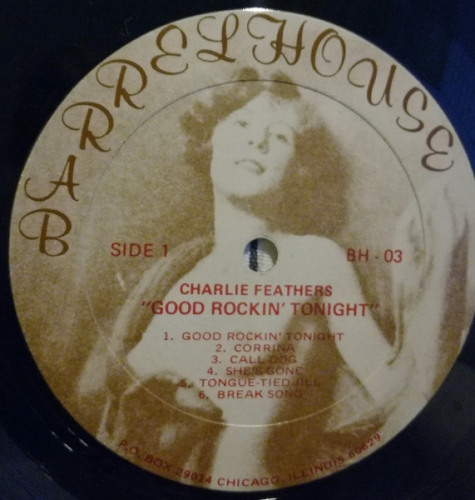 BARRELHOUSE
SIDE 1
BH - 03
CHARLIE FEATHERS
"GOOD ROCKIN' TONIGHT"
1. GOOD ROCKIN' TONIGHT
2. CORRINA
3. CALL DOG
4. SHE'S GONE
5. TONGUE-TIED JILL
6. BREAK SONG
P.O. BOX 29014 CHICAGO, ILLINOIS 60629